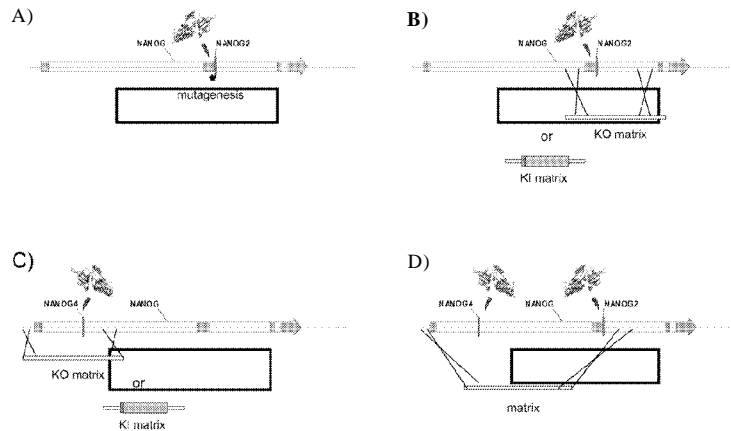 A)
NANOG
NANOG2
mutagenesis
B)
NANOG
NANOG2
or
KO matrix
KI matrix
C)
NANOG4
NANOG
KO matrix
or
KI matrix
D)
NANOG4
NANOG
NANOG2
matrix